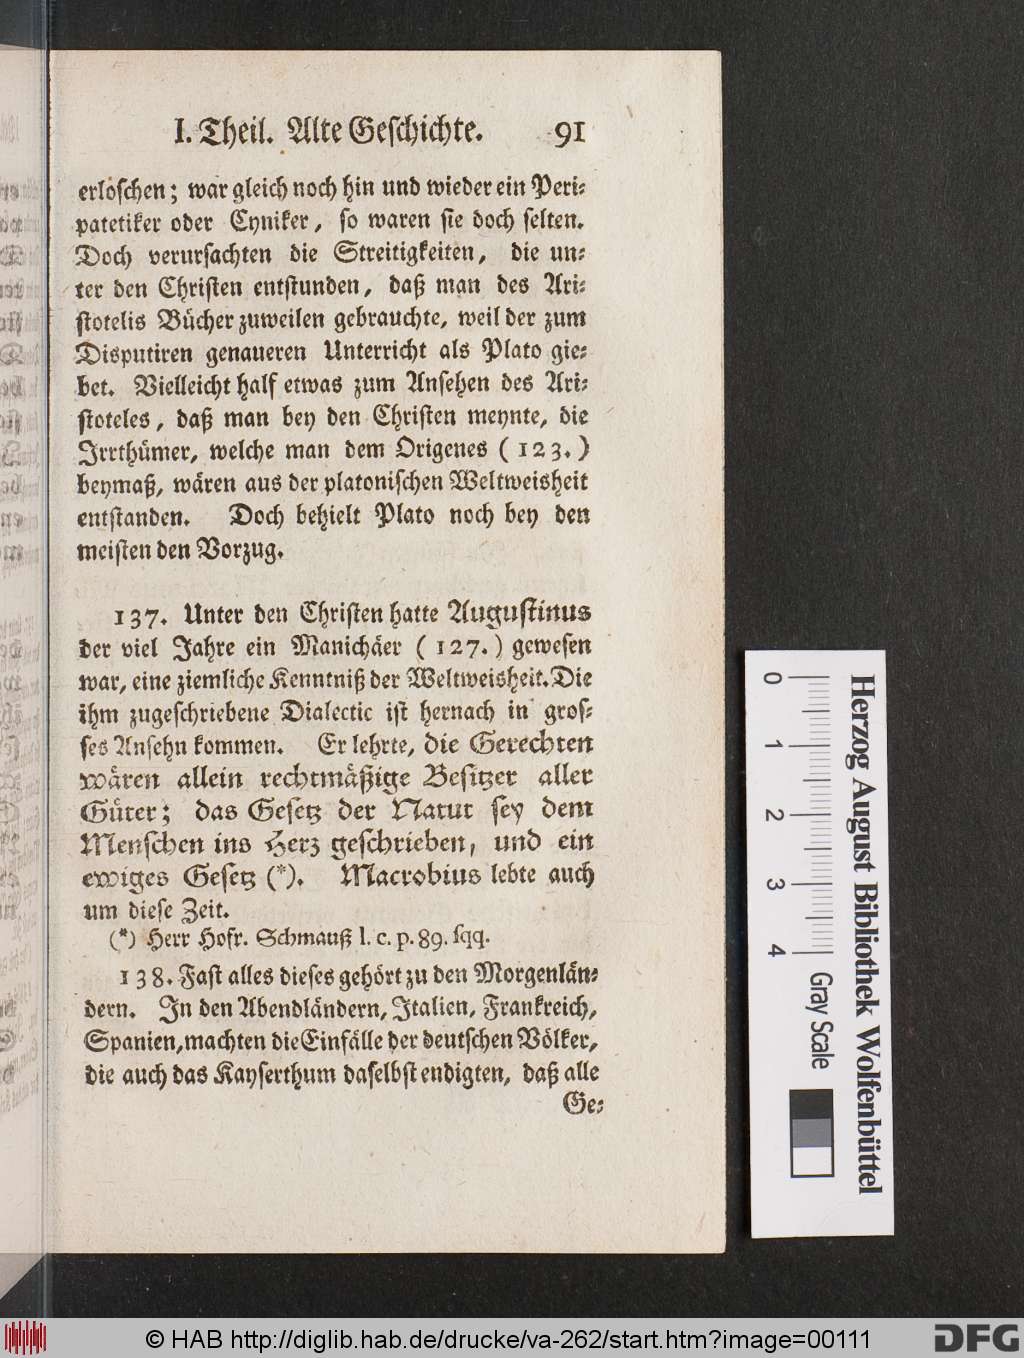 I. Theil. Alte Geschichte. 91
erloschen; war gleich noch hin und wieder ein Peri-
patetiker oder Cyniker, so waren sie doch selten.
Doch verursachten die Streitigkeiten, die un-
ter den Christen entstunden, daß man des Ari-
stotelis Bücher zuweilen gebrauchte, weil der zum
Disputiren genaueren Unterricht als Plato gie-
bet. Vielleicht half etwas zum Ansehen des Ari-
stoteles, daß man bey den Christen meynte, die
Irrthümer, welche man dem Origenes (123.)
beymaß, wären aus der platonischen Weltweisheit
entstanden. Doch behielt Plato noch bey den
meisten den Vorzug.
137. Unter den Christen hatte Augustinus
der viel Jahre ein Manichäer (127.) gewesen
war, eine ziemliche Kenntniß der Weltweisheit. Die
ihm zugeschriebene Dialectic ist hernach in gros-
ses Ansehn kommen. Er lehrte, die Gerechten
wären allein rechtmäßige Besitzer aller
Güter; das Gesetz der Natur sey dem
Menschen ins Herz geschrieben, und ein
ewiges Gesetz (*). Macrobius lebte auch
um diese Zeit.
(*) Herr Hofr. Schmauß l. c. p. 89. sqq.
138. Fast alles dieses gehört zu den Morgenlän-
dern. In den Abendländern, Italien, Frankreich,
Spanien, machten die Einfälle der deutschen Völker,
die auch das Kayserthum daselbst endigten, daß alle
Ge-
0 1 2 3 4 Gray Scale
Herzog August Bibliothek Wolfenbüttel
© HAB http://diglib.hab.de/drucke/va-262/start.htm?image=00111
DFG